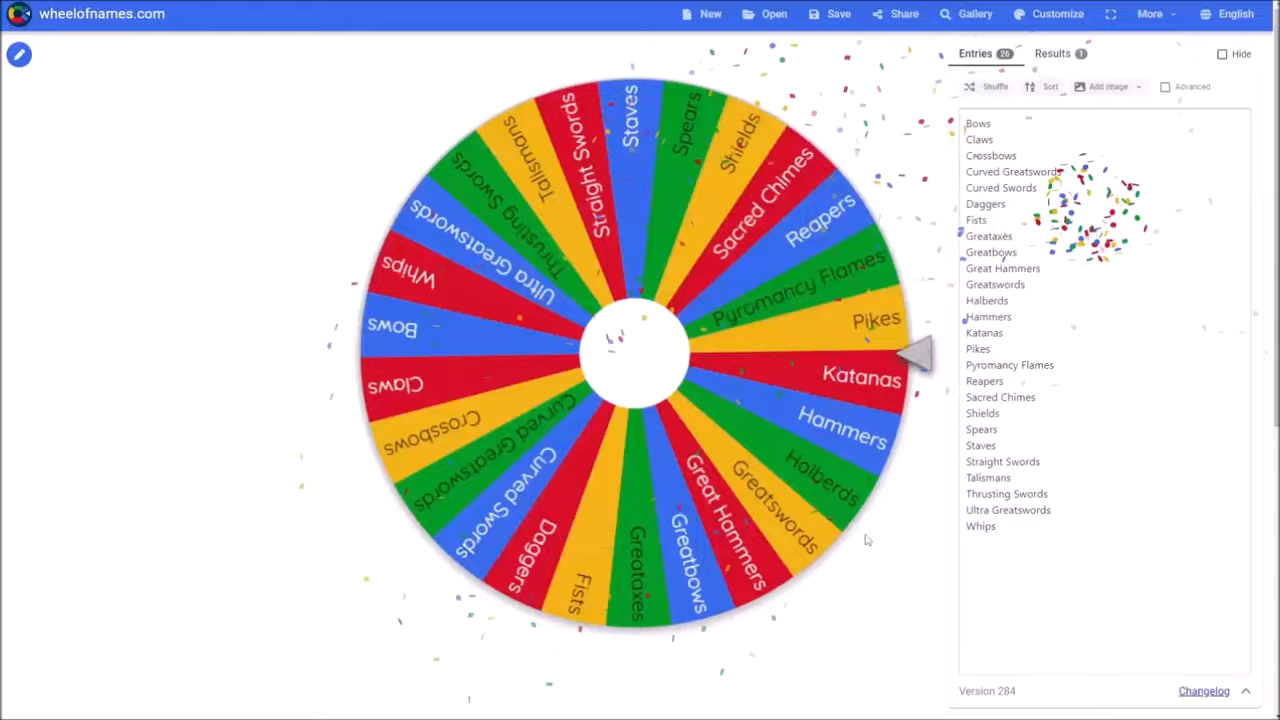 wheelofnames.com
New
Open
Save
Share
Gallery
Customize
More
English
Entries 26
Results 1
Hide
Shuffle
Sort
Add image
Advanced
Bows
Claws
Crossbows
Curved Greatswords
Curved Swords
Daggers
Fists
Greataxes
Greatbows
Great Hammers
Greatswords
Halberds
Hammers
Katanas
Pikes
Pyromancy Flames
Reapers
Sacred Chimes
Shields
Spears
Staves
Straight Swords
Talismans
Thrusting Swords
Ultra Greatswords
Whips
Staves
Spears
Shields
Sacred Chimes
Reapers
Pyromancy Flames
Pikes
Katanas
Hammers
Halberds
Greatswords
Great Hammers
Greatbows
Greataxes
Fists
Daggers
Curved Swords
Curved Greatswords
Crossbows
Claws
Bows
Whips
Ultra Greatswords
Thrusting Swords
Talismans
Straight Swords
Version 284
Changelog